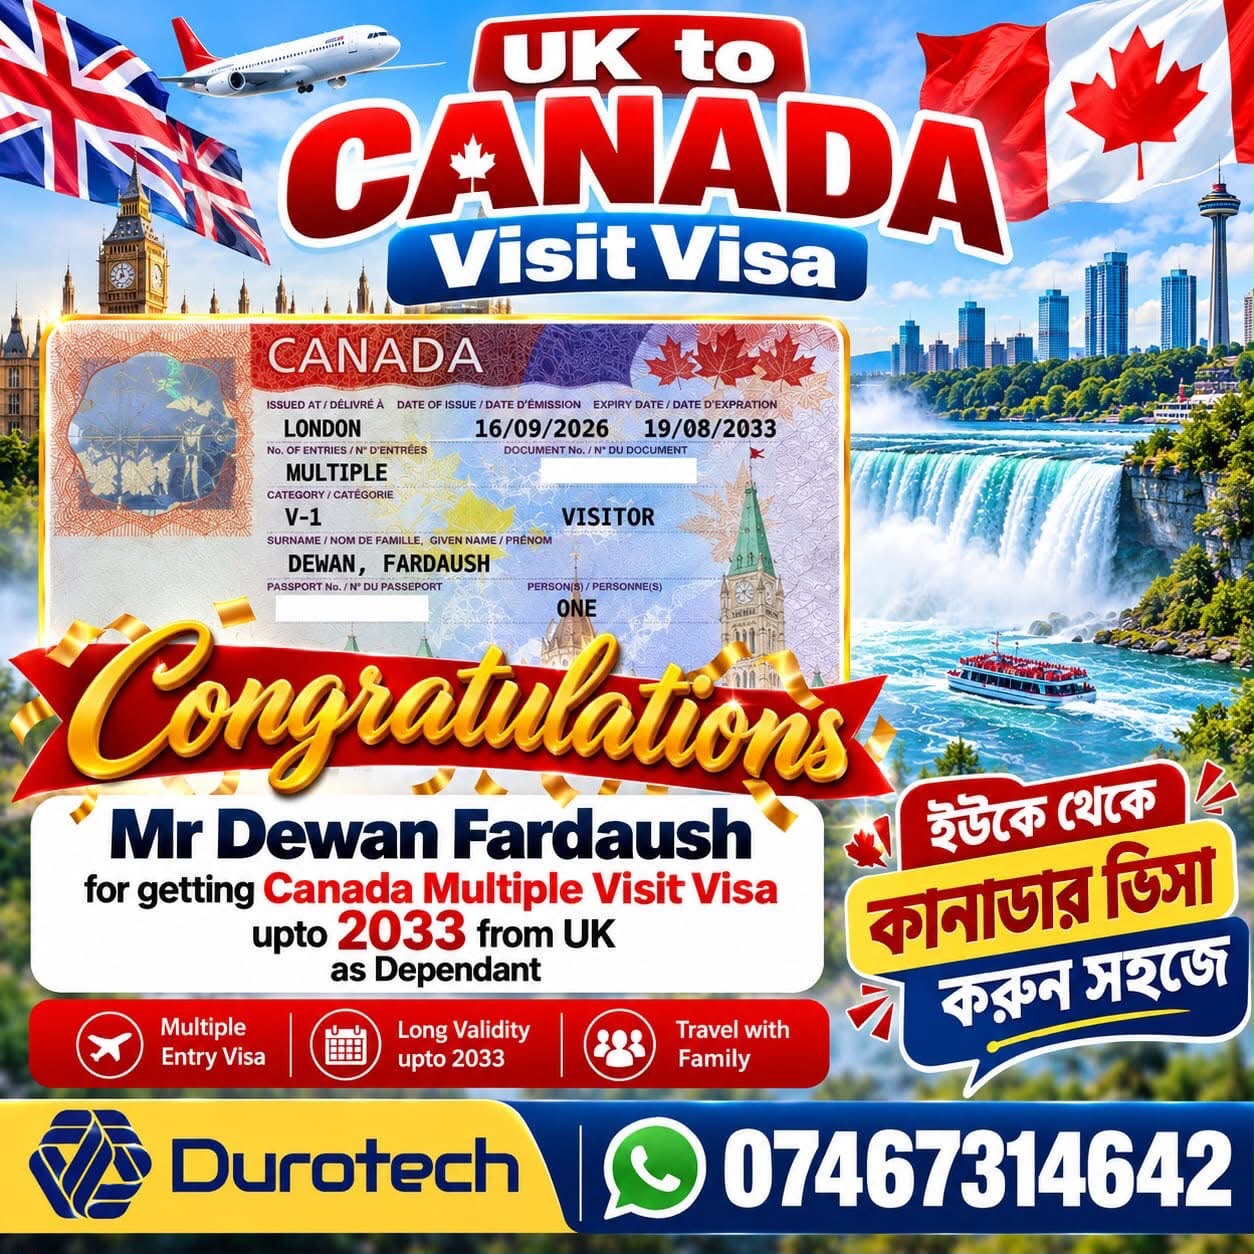 UK to
CANADA
Visit Visa
CANADA
ISSUED AT / DÉLIVRÉ À DATE OF ISSUE / DATE D'ÉMISSION EXPIRY DATE / DATE D'EXPRATION
LONDON 16/09/2026 19/08/2033
No. OF ENTRIES / N° D'ENTRÉES DOCUMENT No. / N° DU DOCUMENT
MULTIPLE
CATEGORY / CATÉGORIE
V-1 VISITOR
SURNAME / NOM DE FAMILLE, GIVEN NAME / PRÉNOM
DEWAN, FARDAUSH
PASSPORT No. / N° DU PASSEPORT PERSON(S) / PERSONNE(S)
ONE
Congratulations
Mr Dewan Fardaush
for getting Canada Multiple Visit Visa
upto 2033 from UK
as Dependant
ইউকে থেকে
কানাডার ভিসা
করুন সহজে
Multiple
Entry Visa
Long Validity
upto 2033
Travel with
Family
Durotech
07467314642